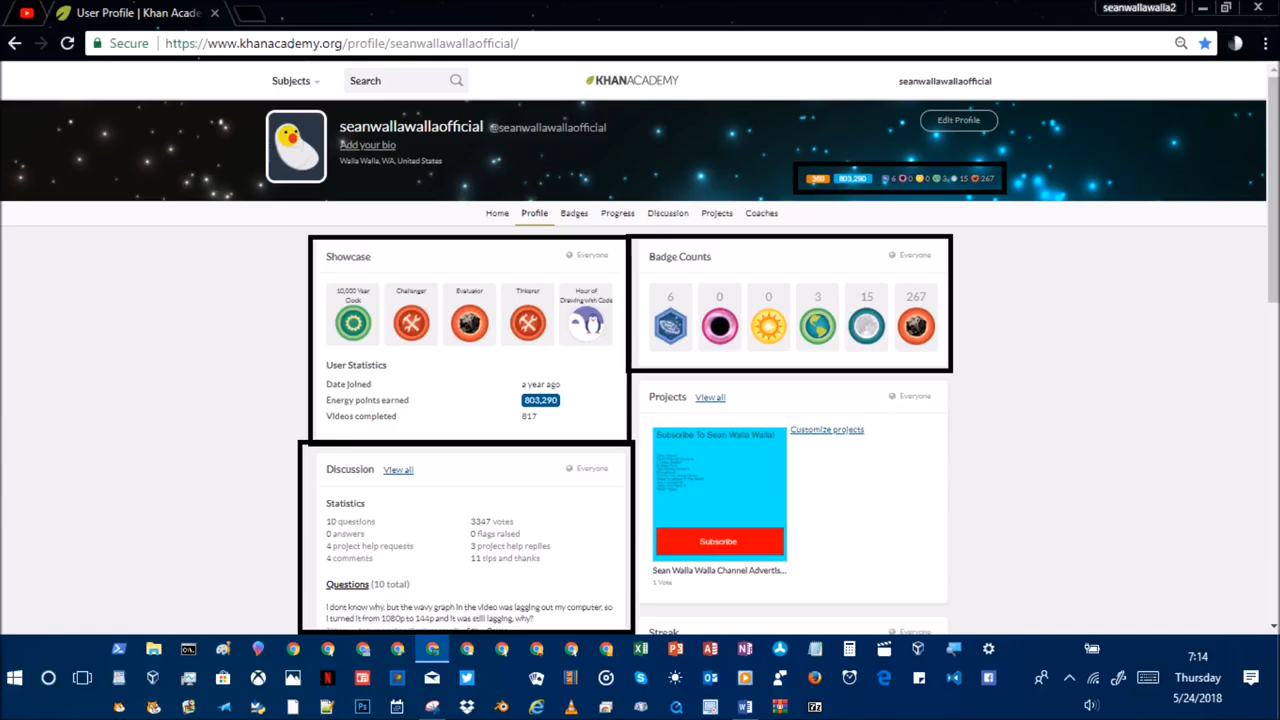 User Profile | Khan Acade
seanwallawalla2
Secure
https://www.khanacademy.org/profile/seanwallawallaofficial/
Subjects
Search
KHANACADEMY
seanwallawallaofficial
seanwallawallaofficial @seanwallawallaofficial
Edit Profile
Add your bio
Walla Walla, WA, United States
360 803,290 6 0 0 3 15 267
Home Profile Badges Progress Discussion Projects Coaches
Showcase
Everyone
10,000 Year Clock
Challenger
Evaluator
Tinkerer
Hour of Drawing with Code
User Statistics
Date Joined a year ago
Energy points earned 803,290
Videos completed 817
Badge Counts
Everyone
6 0 0 3 15 267
Discussion View all
Everyone
Statistics
10 questions 3347 votes
0 answers 0 flags raised
4 project help requests 3 project help replies
4 comments 11 tips and thanks
Questions (10 total)
I dont know why, but the wavy graph in the video was lagging out my computer, so
I turned it from 1080p to 144p and it was still lagging, why?
Projects View all
Everyone
Customize projects
Subscribe To Sean Walla Walla!
Subscribe
Sean Walla Walla Channel Advertis...
1 Vote
Streak
Everyone
7:14
Thursday
5/24/2018